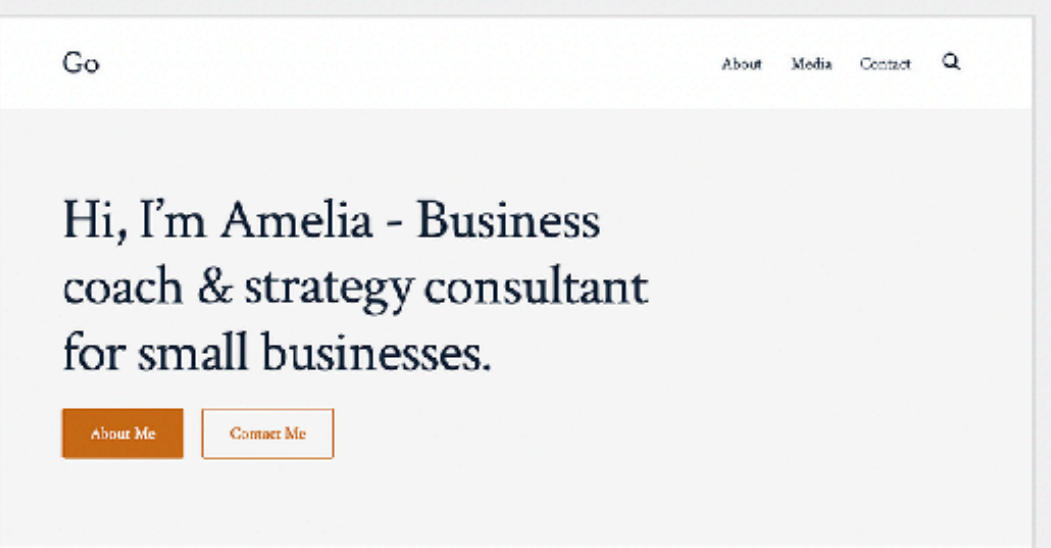 Go
About Media Contact
Hi, I’m Amelia - Business
coach & strategy consultant
for small businesses.
About Me Contact Me